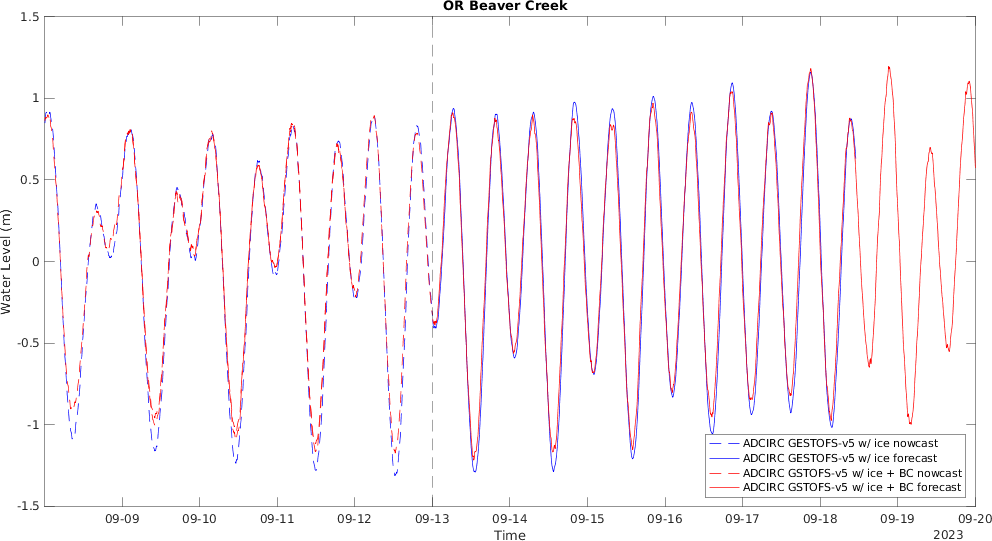 OR Beaver Creek
1.5
1
0.5
0
-0.5
-1
-1.5
Water Level (m)
09-09 09-10 09-11 09-12 09-13 09-14 09-15 09-16 09-17 09-18 09-19 09-20
Time
2023
ADCIRC GESTOFS-v5 w/ ice nowcast
ADCIRC GESTOFS-v5 w/ ice forecast
ADCIRC GSTOFS-v5 w/ ice + BC nowcast
ADCIRC GSTOFS-v5 w/ ice + BC forecast